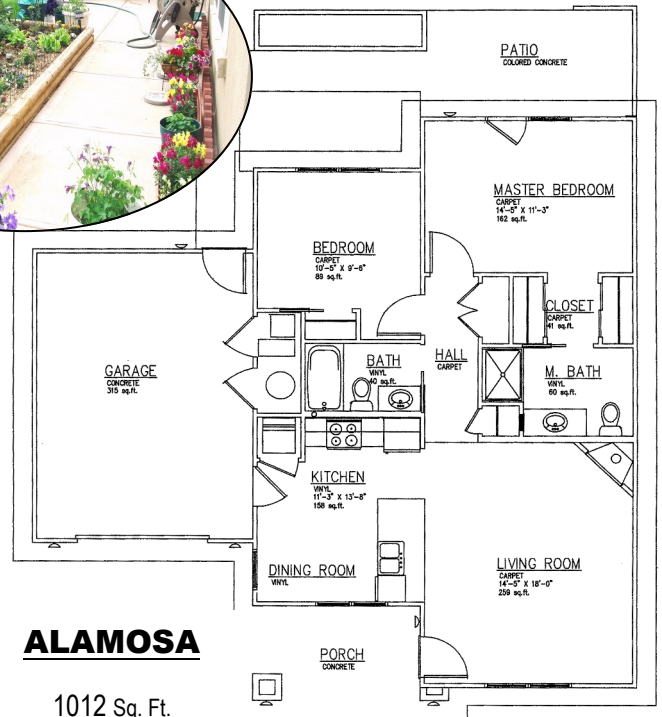 PATIO
COLORED CONCRETE
MASTER BEDROOM
CARPET
14'-5" X 11'-3"
162 sq.ft.
BEDROOM
CARPET
10'-5" X 9'-6"
89 sq.ft.
CLOSET
CARPET
41 sq.ft.
GARAGE
CONCRETE
315 sq.ft.
BATH
VINYL
40 sq.ft.
HALL
CARPET
M. BATH
VINYL
60 sq.ft.
KITCHEN
VINYL
11'-3" X 13'-8"
158 sq.ft.
DINING ROOM
VINYL
LIVING ROOM
CARPET
14'-5" X 18'-0"
259 sq.ft.
PORCH
CONCRETE
ALAMOSA
1012 Sq. Ft.